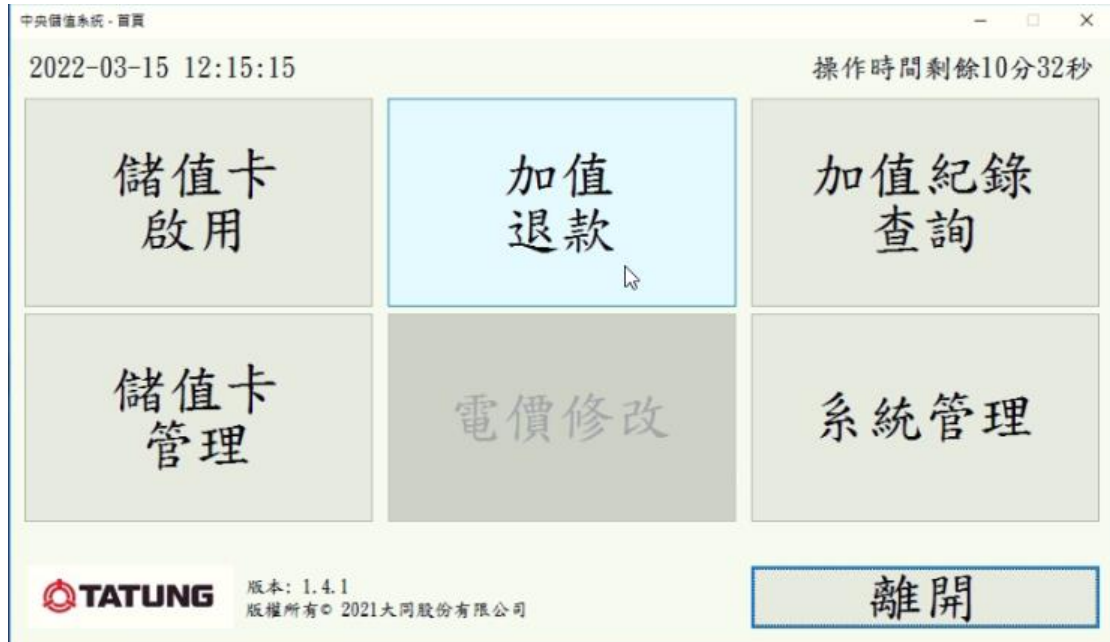 中央儲值系統 - 首頁
2022-03-15 12:15:15
操作時間剩餘10分32秒
儲值卡
啟用
加值
退款
加值紀錄
查詢
儲值卡
管理
電價修改
系統管理
TATUNG
版本: 1.4.1
版權所有© 2021大同股份有限公司
離開